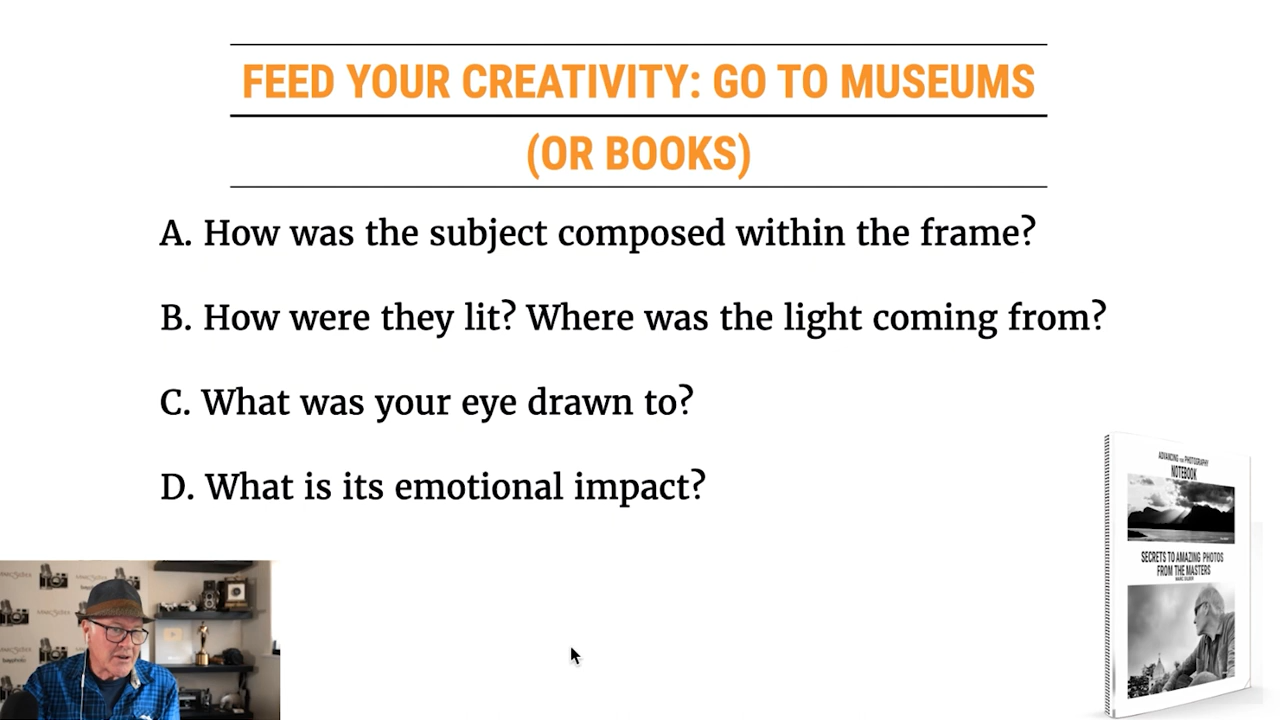 FEED YOUR CREATIVITY: GO TO MUSEUMS
(OR BOOKS)
A. How was the subject composed within the frame?
B. How were they lit? Where was the light coming from?
C. What was your eye drawn to?
D. What is its emotional impact?
ADVANCING YOUR PHOTOGRAPHY
NOTEBOOK
SECRETS TO AMAZING PHOTOS
FROM THE MASTERS
MARC SILBER